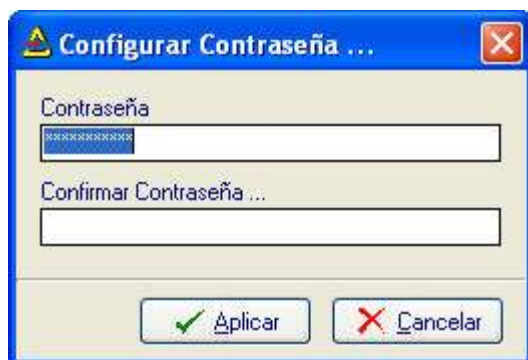 Configurar Contraseña ...
Contraseña
***********
Confirmar Contraseña ...
Aplicar
Cancelar